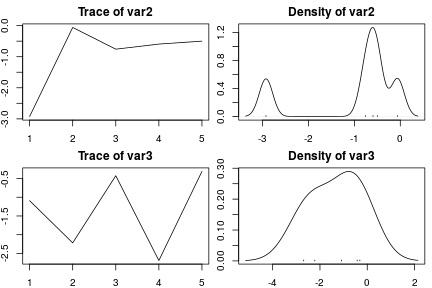 Trace of var2
0.0
-1.0
-2.0
-3.0
1 2 3 4 5
Density of var2
1.2
0.8
0.4
0.0
-3 -2 -1 0
Trace of var3
-0.5
-1.5
-2.5
1 2 3 4 5
Density of var3
0.30
0.20
0.10
0.00
-4 -2 0 2